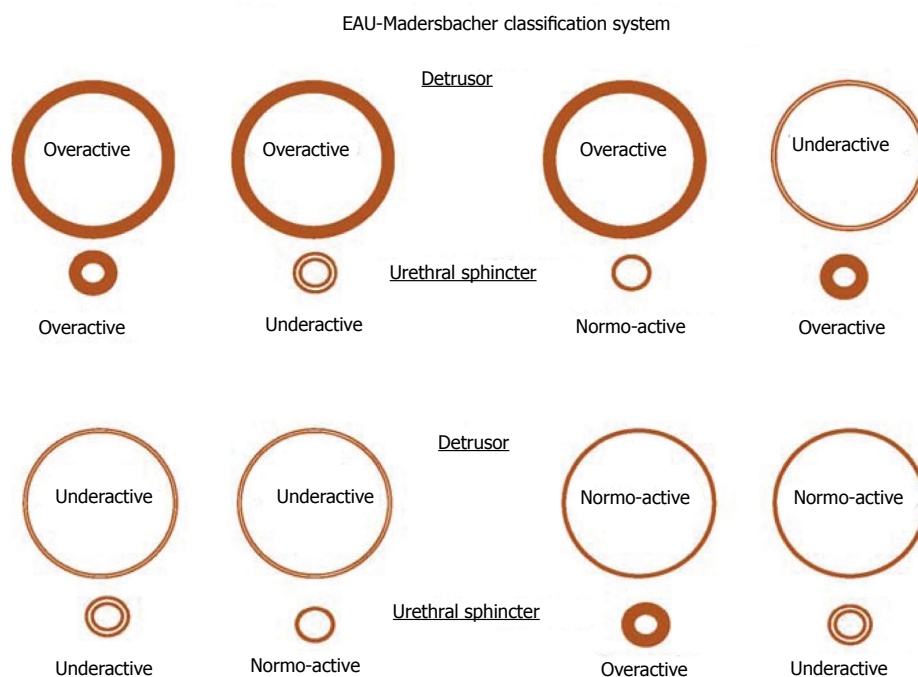 EAU-Madersbacher classification system
Detrusor
Overactive
Overactive
Overactive
Underactive
Urethral sphincter
Overactive
Underactive
Normo-active
Overactive
Detrusor
Underactive
Underactive
Normo-active
Normo-active
Urethral sphincter
Underactive
Normo-active
Overactive
Underactive